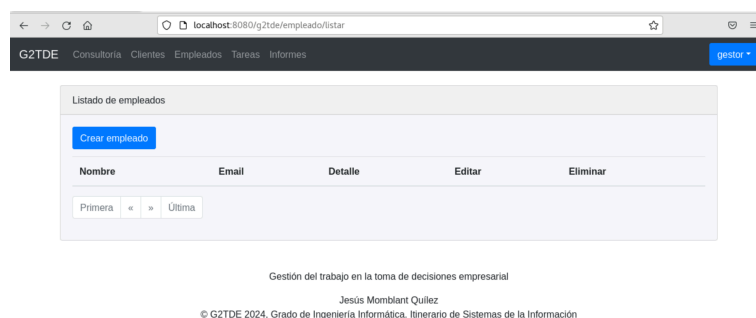 localhost:8080/g2tde/empleado/listar
G2TDE Consultoría Clientes Empleados Tareas Informes gestor
Listado de empleados
Crear empleado
Nombre Email Detalle Editar Eliminar
Primera « » Última
Gestión del trabajo en la toma de decisiones empresarial
Jesús Momblant Quílez
© G2TDE 2024. Grado de Ingeniería Informática. Itinerario de Sistemas de la Información